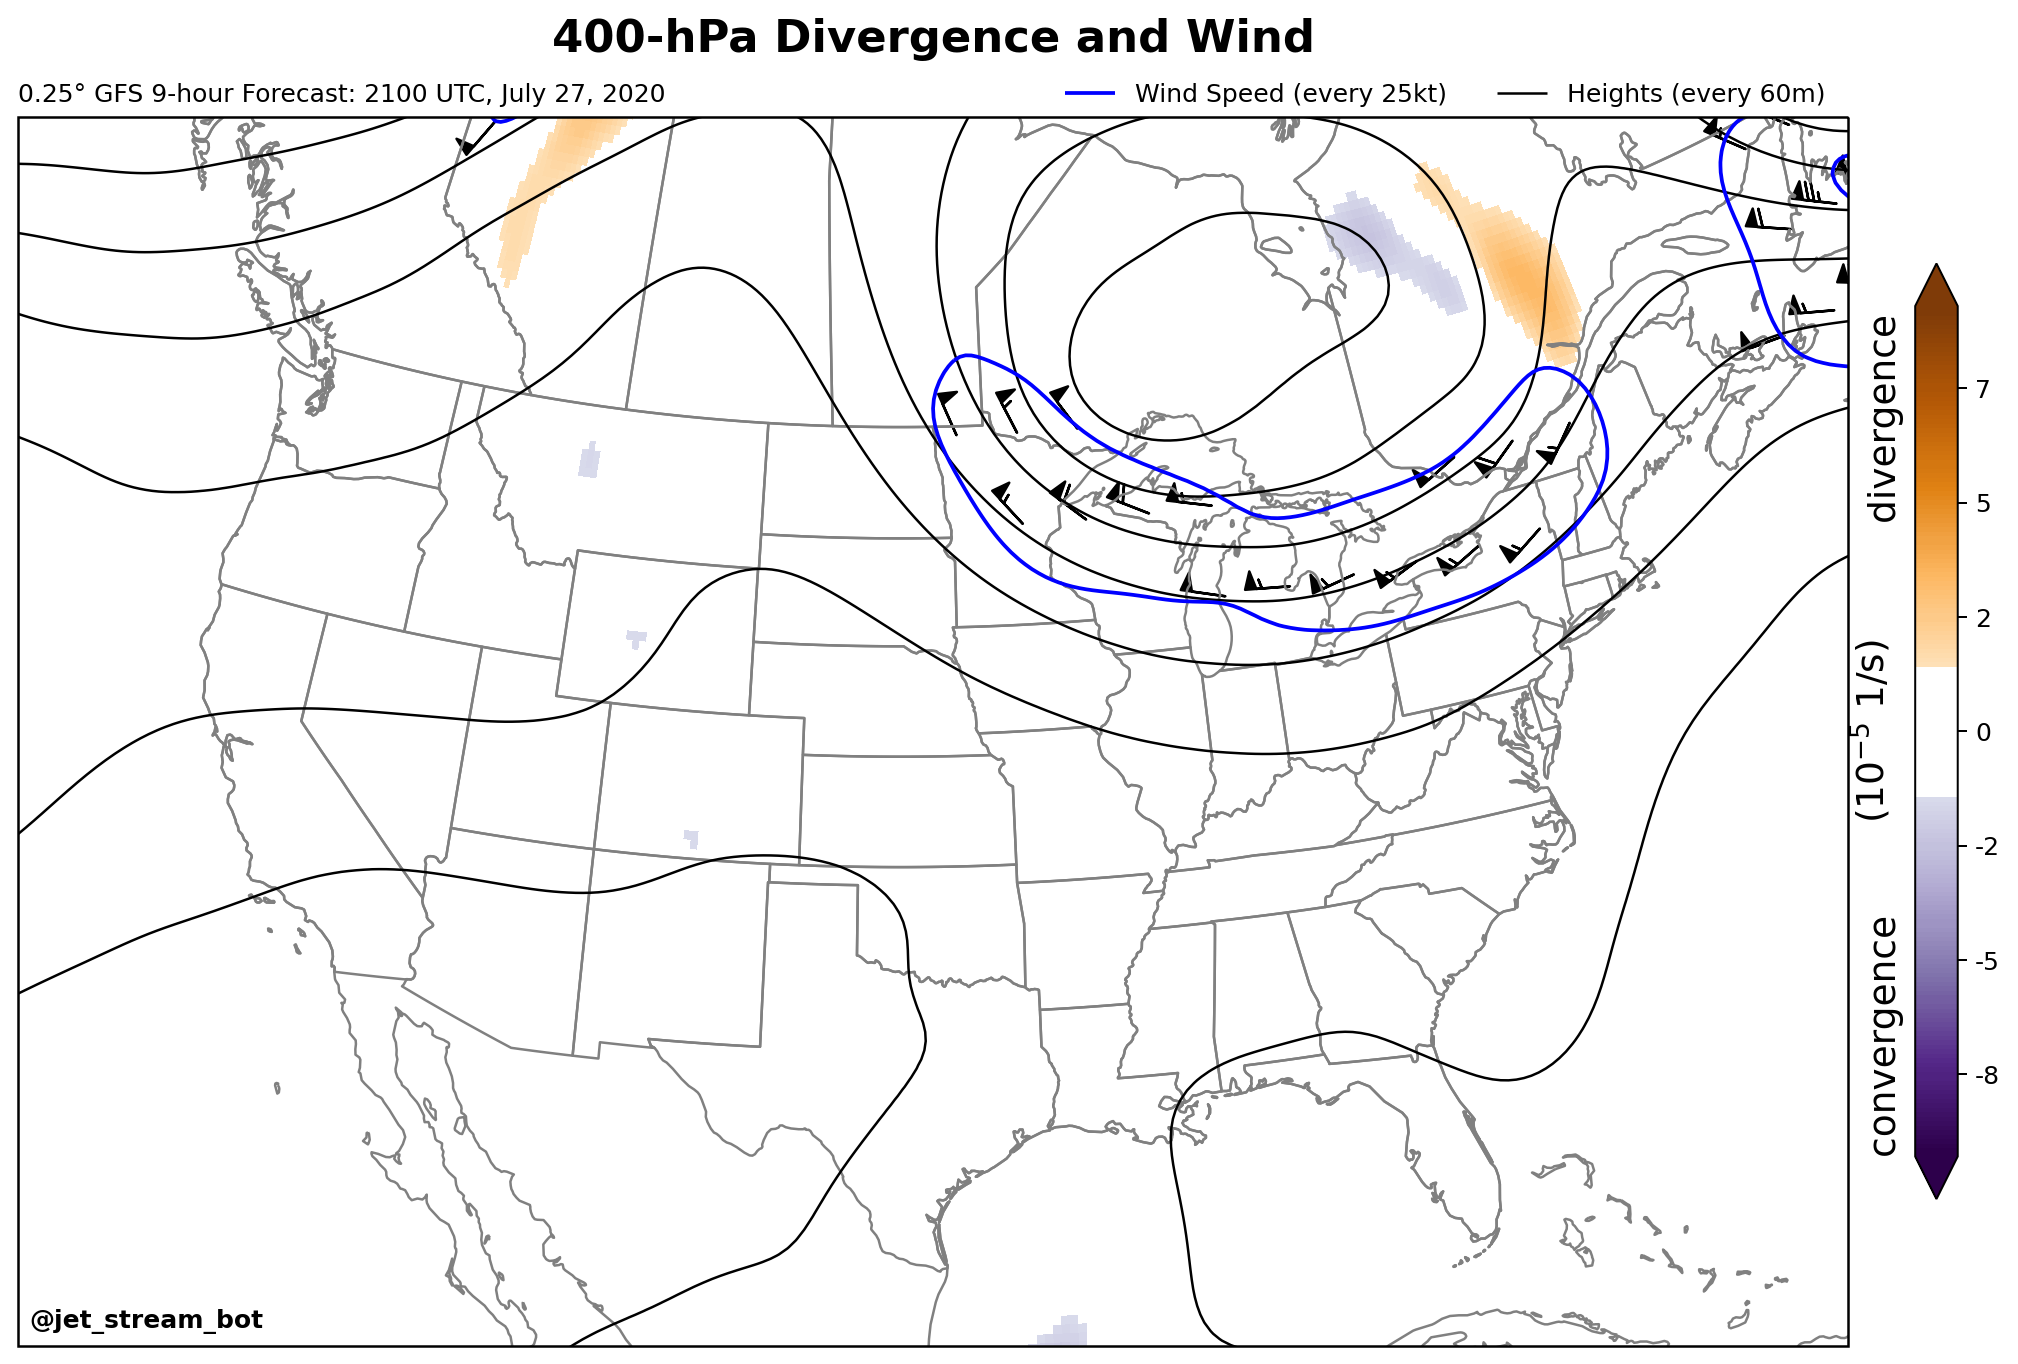 400-hPa Divergence and Wind
0.25° GFS 9-hour Forecast: 2100 UTC, July 27, 2020
Wind Speed (every 25kt)
Heights (every 60m)
divergence
(10⁻⁵ 1/s)
convergence
7
5
2
0
-2
-5
-8
@jet_stream_bot